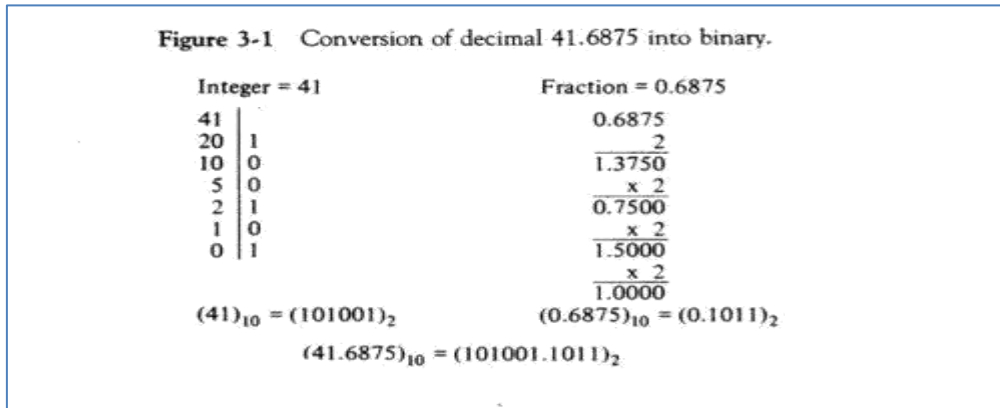 Figure 3-1 Conversion of decimal 41.6875 into binary.
Integer = 41
41
20 1
10 0
5 0
2 1
1 0
0 1
(41)10 = (101001)2
Fraction = 0.6875
0.6875
2
1.3750
x 2
0.7500
x 2
1.5000
x 2
1.0000
(0.6875)10 = (0.1011)2
(41.6875)10 = (101001.1011)2